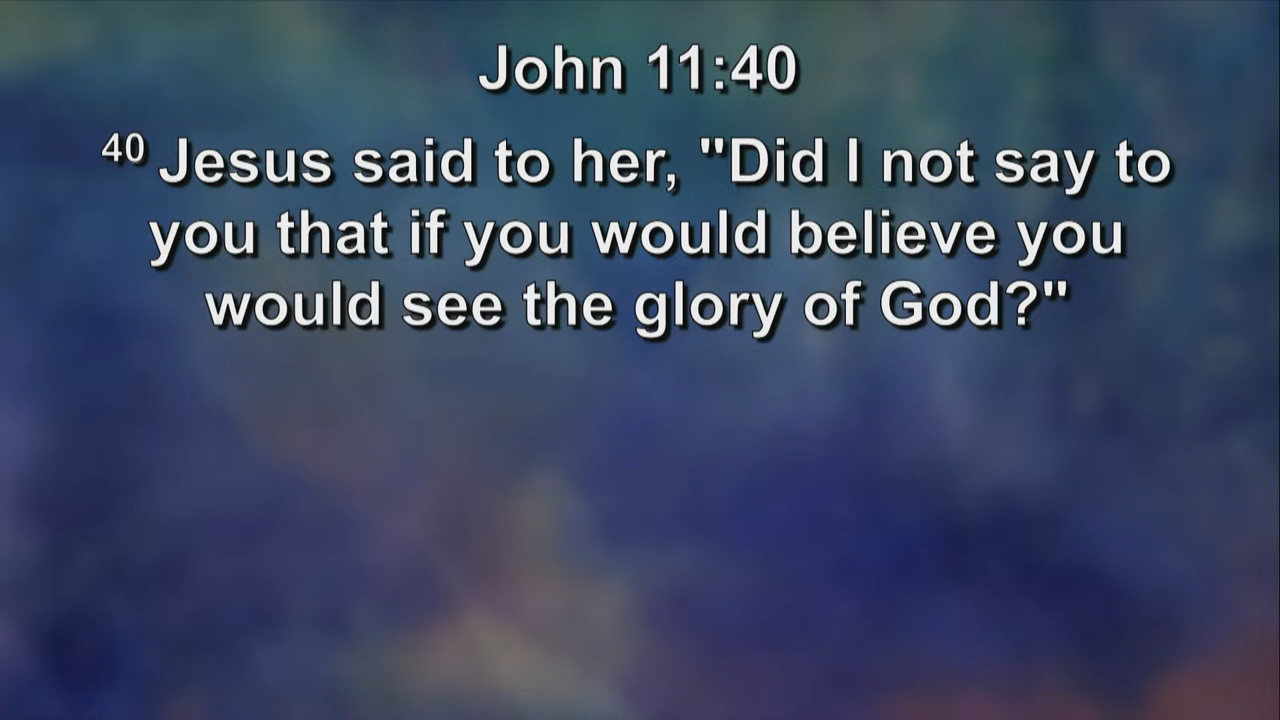 John 11:40
40 Jesus said to her, "Did I not say to
you that if you would believe you
would see the glory of God?"